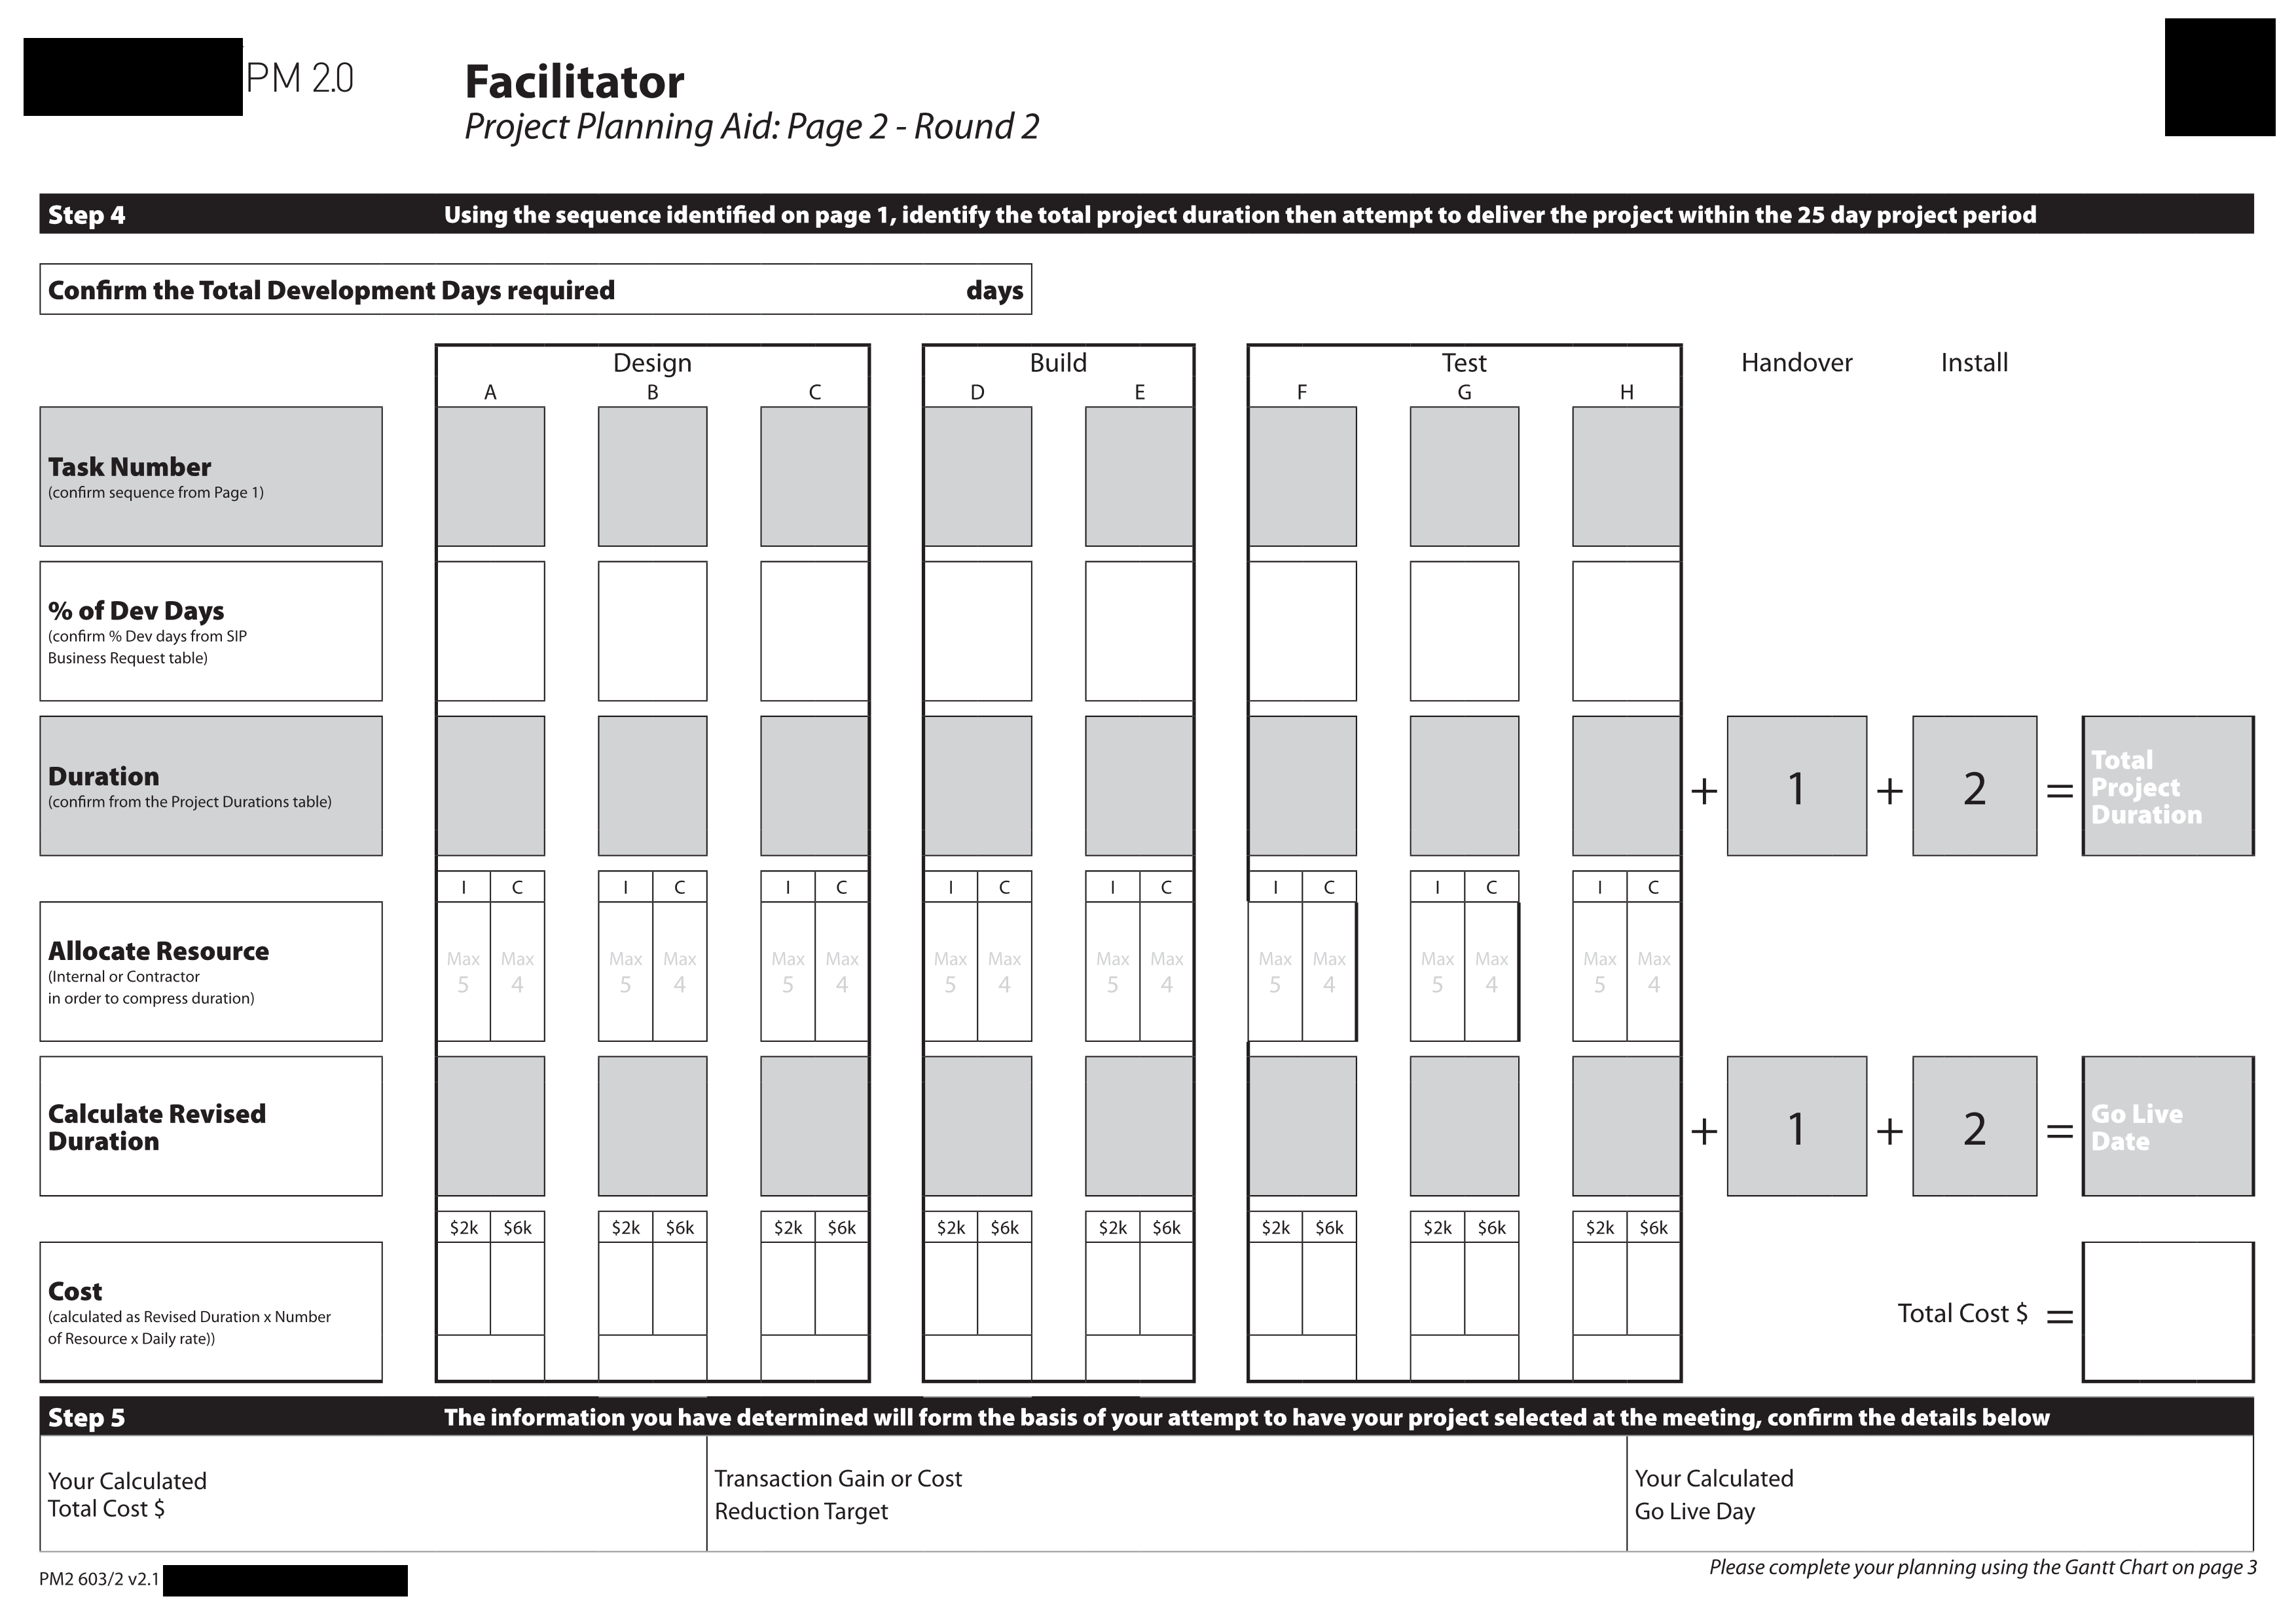 PM 2.0
Facilitator
Project Planning Aid: Page 2 - Round 2
Step 4 Using the sequence identified on page 1, identify the total project duration then attempt to deliver the project within the 25 day project period
Confirm the Total Development Days required days
Design Build Test Handover Install
A B C D E F G H
Task Number
(confirm sequence from Page 1)
% of Dev Days
(confirm % Dev days from SIP
Business Request table)
Duration
(confirm from the Project Durations table)
+ 1 + 2 = Total
Project
Duration
I C I C I C I C I C I C I C I C
Allocate Resource
(Internal or Contractor
in order to compress duration)
Max Max Max Max Max Max Max Max Max Max Max Max Max Max Max Max
5 4 5 4 5 4 5 4 5 4 5 4 5 4 5 4
Calculate Revised
Duration
+ 1 + 2 = Go Live
Date
$2k $6k $2k $6k $2k $6k $2k $6k $2k $6k $2k $6k $2k $6k $2k $6k
Cost
(calculated as Revised Duration x Number
of Resource x Daily rate))
Total Cost $ =
Step 5 The information you have determined will form the basis of your attempt to have your project selected at the meeting, confirm the details below
Your Calculated
Total Cost $
Transaction Gain or Cost
Reduction Target
Your Calculated
Go Live Day
PM2 603/2 v2.1
Please complete your planning using the Gantt Chart on page 3